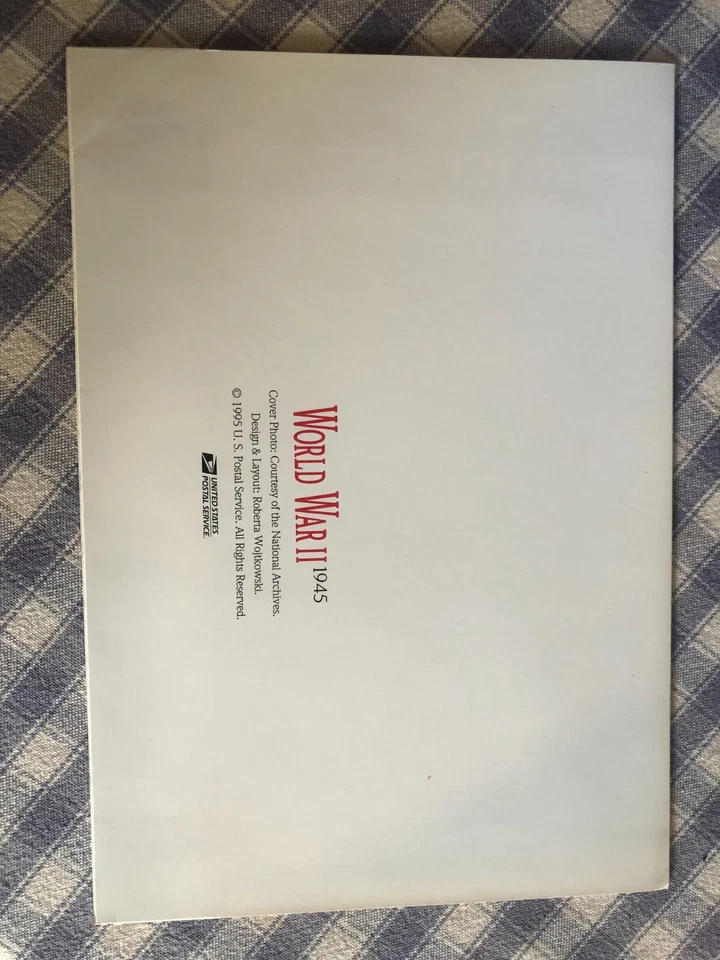 WORLD WAR II 1945
Cover Photo: Courtesy of the National Archives.
Design & Layout: Roberta Wojtkowski.
© 1995 U. S. Postal Service. All Rights Reserved.
UNITED STATES
POSTAL SERVICE.